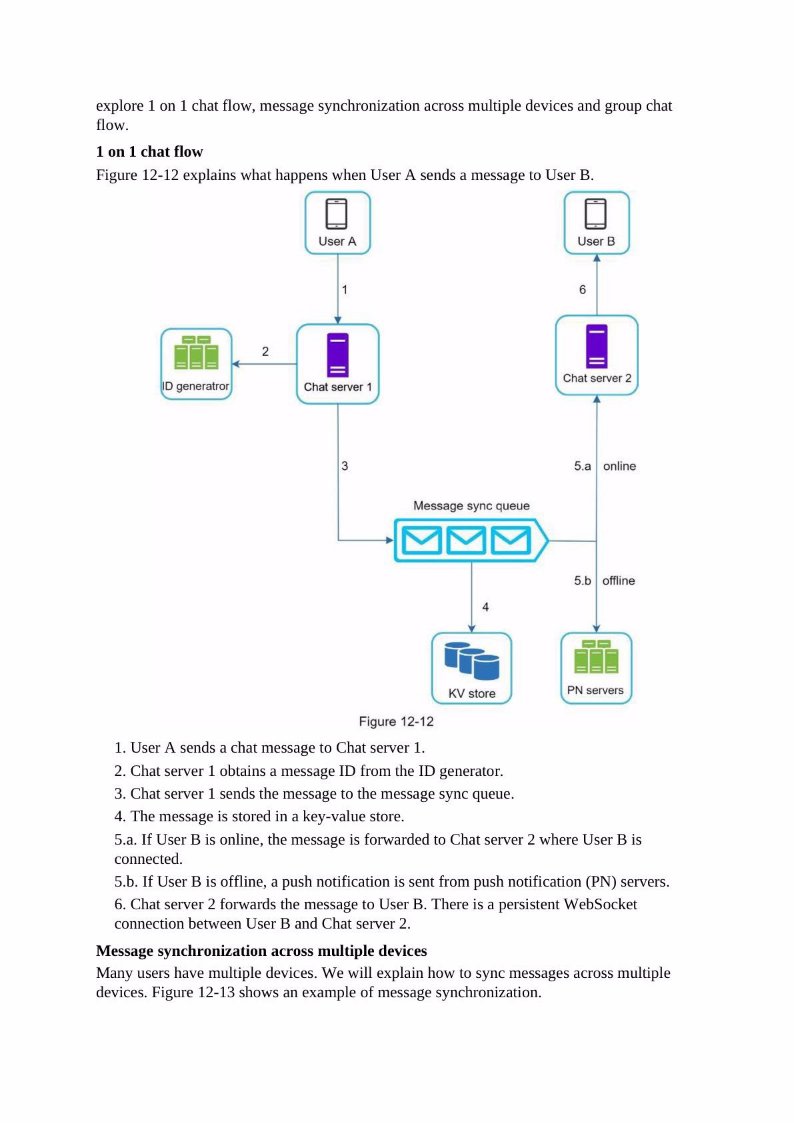 explore 1 on 1 chat flow, message synchronization across multiple devices and group chat
flow.
1 on 1 chat flow
Figure 12-12 explains what happens when User A sends a message to User B.
User A
User B
1
6
2
ID generatror
Chat server 1
Chat server 2
3
5.a online
Message sync queue
5.b offline
4
KV store
PN servers
Figure 12-12
1. User A sends a chat message to Chat server 1.
2. Chat server 1 obtains a message ID from the ID generator.
3. Chat server 1 sends the message to the message sync queue.
4. The message is stored in a key-value store.
5.a. If User B is online, the message is forwarded to Chat server 2 where User B is
connected.
5.b. If User B is offline, a push notification is sent from push notification (PN) servers.
6. Chat server 2 forwards the message to User B. There is a persistent WebSocket
connection between User B and Chat server 2.
Message synchronization across multiple devices
Many users have multiple devices. We will explain how to sync messages across multiple
devices. Figure 12-13 shows an example of message synchronization.